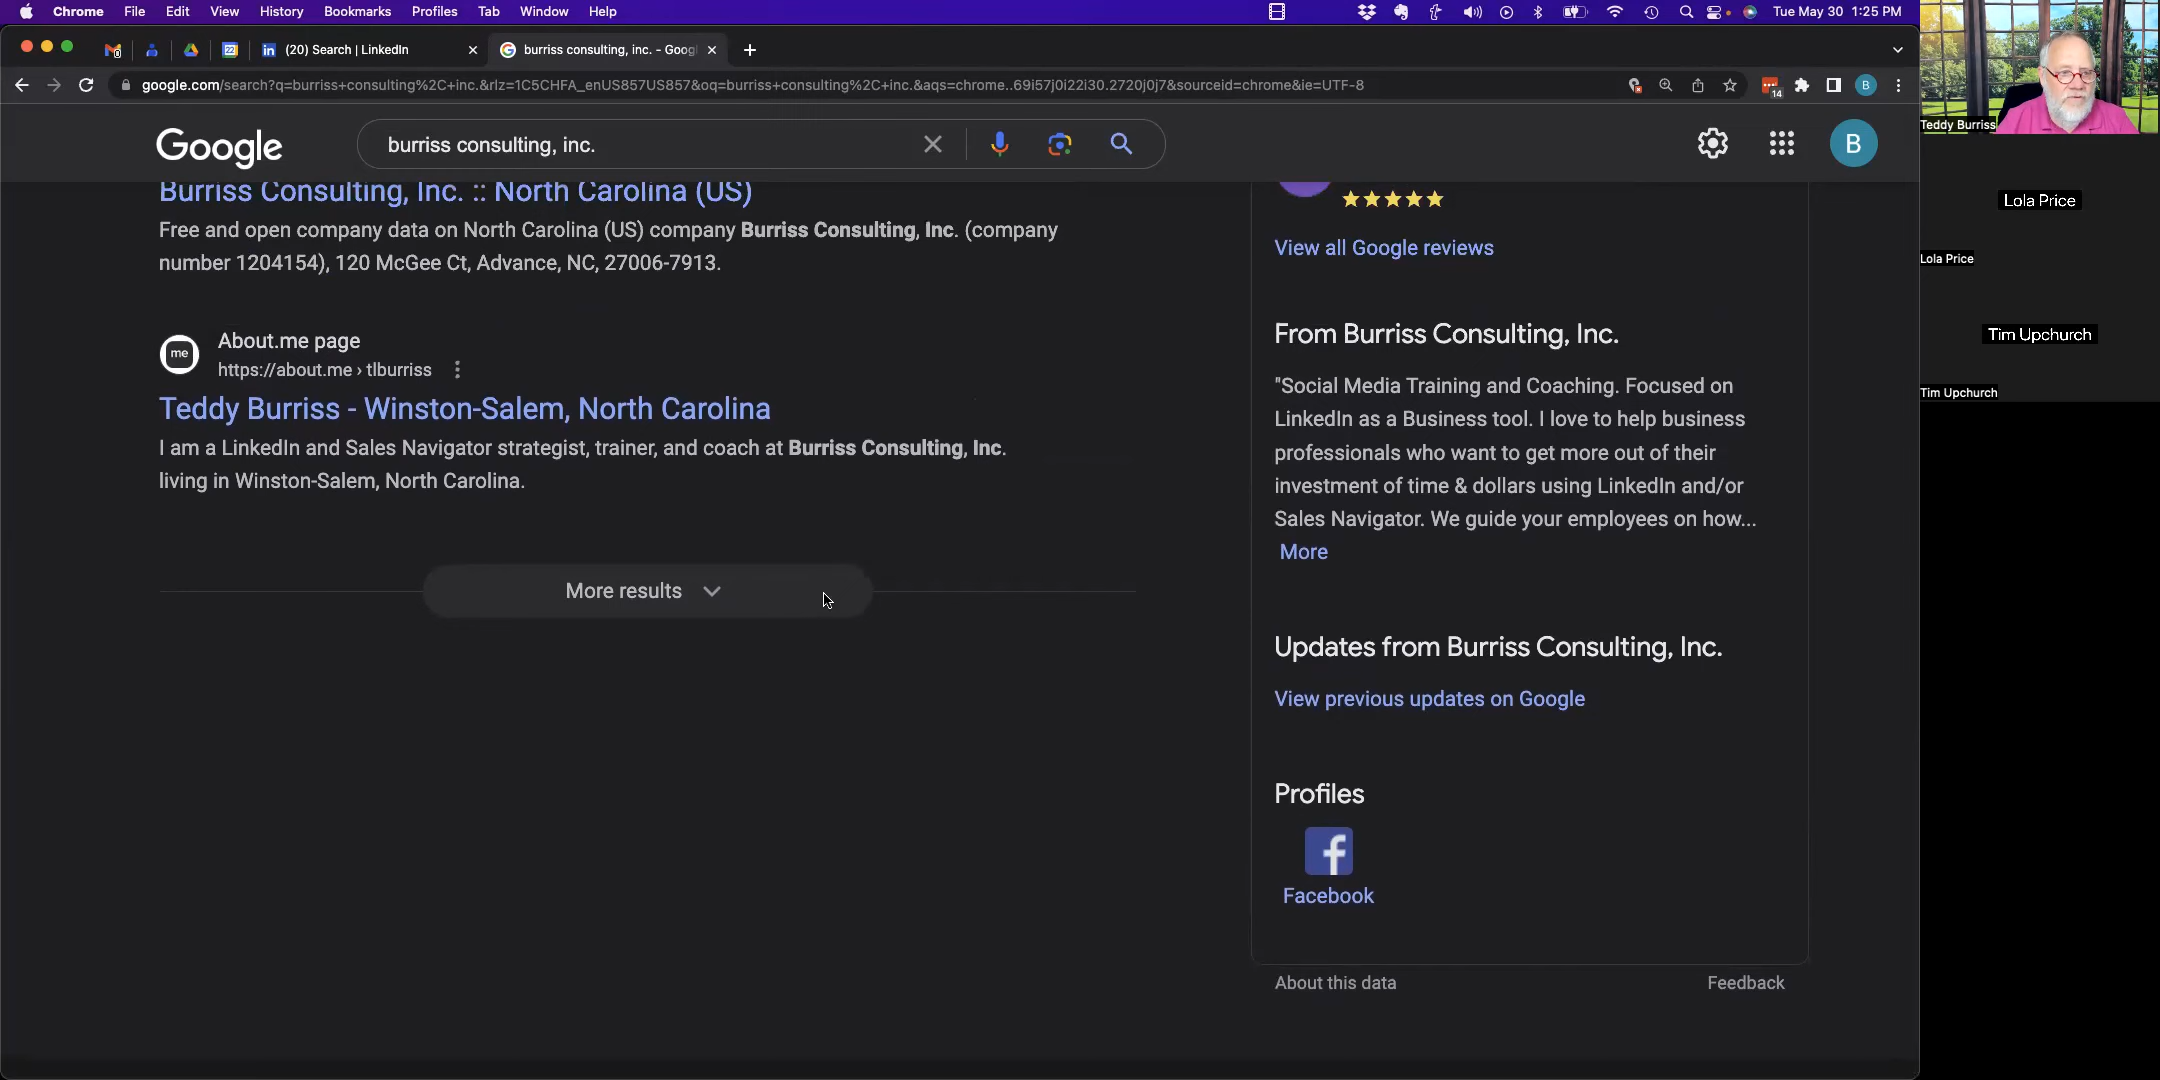 Chrome File Edit View History Bookmarks Profiles Tab Window Help Tue May 30 1:25 PM
(20) Search | LinkedIn
burriss consulting, inc. - Goog
google.com/search?q=burriss+consulting%2C+inc.&rlz=1C5CHFA_enUS857US857&oq=burriss+consulting%2C+inc.&aqs=chrome..69i57j0i22i30.2720j0j7&sourceid=chrome&ie=UTF-8
14
B
Google
burriss consulting, inc.
B
Burriss Consulting, Inc. :: North Carolina (US)
Free and open company data on North Carolina (US) company Burriss Consulting, Inc. (company
number 1204154), 120 McGee Ct, Advance, NC, 27006-7913.
me
About.me page
https://about.me › tlburriss
Teddy Burriss - Winston-Salem, North Carolina
I am a LinkedIn and Sales Navigator strategist, trainer, and coach at Burriss Consulting, Inc.
living in Winston-Salem, North Carolina.
More results
View all Google reviews
From Burriss Consulting, Inc.
"Social Media Training and Coaching. Focused on
LinkedIn as a Business tool. I love to help business
professionals who want to get more out of their
investment of time & dollars using LinkedIn and/or
Sales Navigator. We guide your employees on how...
More
Updates from Burriss Consulting, Inc.
View previous updates on Google
Profiles
Facebook
About this data
Feedback
Teddy Burriss
Lola Price
Lola Price
Tim Upchurch
Tim Upchurch